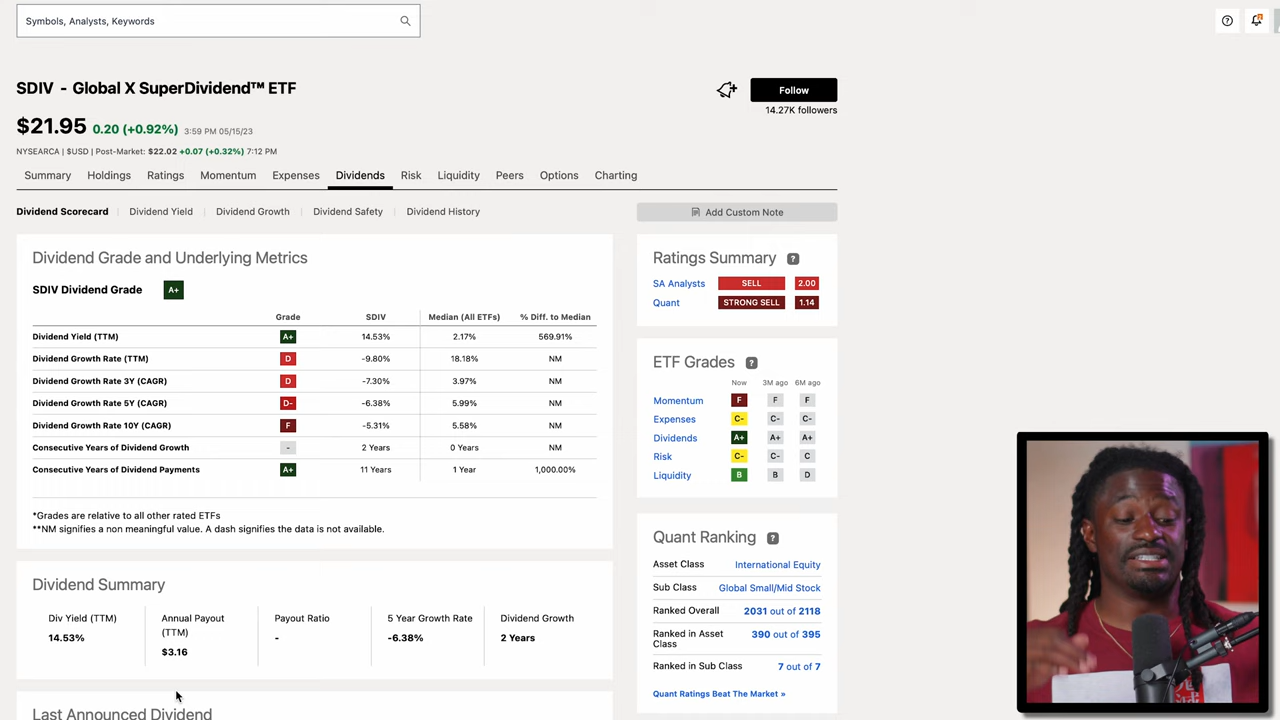 Symbols, Analysts, Keywords
SDIV - Global X SuperDividend™ ETF
Follow
14.27K followers
$21.95 0.20 (+0.92%) 3:59 PM 05/15/23
NYSEARCA | $USD | Post-Market: $22.02 +0.07 (+0.32%) 7:12 PM
Summary Holdings Ratings Momentum Expenses Dividends Risk Liquidity Peers Options Charting
Dividend Scorecard | Dividend Yield | Dividend Growth | Dividend Safety | Dividend History
Add Custom Note
Dividend Grade and Underlying Metrics
SDIV Dividend Grade A+
Grade SDIV Median (All ETFs) % Diff. to Median
Dividend Yield (TTM) A+ 14.53% 2.17% 569.91%
Dividend Growth Rate (TTM) D -9.80% 18.18% NM
Dividend Growth Rate 3Y (CAGR) D -7.30% 3.97% NM
Dividend Growth Rate 5Y (CAGR) D- -6.38% 5.99% NM
Dividend Growth Rate 10Y (CAGR) F -5.31% 5.58% NM
Consecutive Years of Dividend Growth - 2 Years 0 Years NM
Consecutive Years of Dividend Payments A+ 11 Years 1 Year 1,000.00%
*Grades are relative to all other rated ETFs
**NM signifies a non meaningful value. A dash signifies the data is not available.
Dividend Summary
Div Yield (TTM)
14.53%
Annual Payout
(TTM)
$3.16
Payout Ratio
-
5 Year Growth Rate
-6.38%
Dividend Growth
2 Years
Last Announced Dividend
Ratings Summary ?
SA Analysts SELL 2.00
Quant STRONG SELL 1.14
ETF Grades ?
Now 3M ago 6M ago
Momentum F F F
Expenses C- C- C-
Dividends A+ A+ A+
Risk C- C- C
Liquidity B B D
Quant Ranking ?
Asset Class International Equity
Sub Class Global Small/Mid Stock
Ranked Overall 2031 out of 2118
Ranked in Asset
Class 390 out of 395
Ranked in Sub Class 7 out of 7
Quant Ratings Beat The Market »